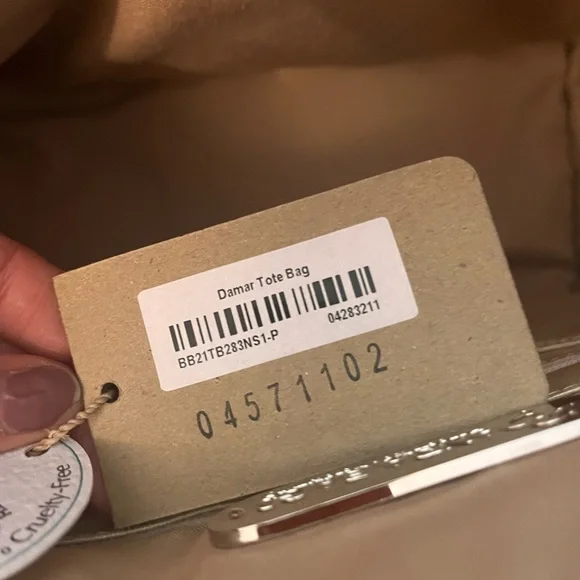 Damar Tote Bag
BB21TB283NS1-P
04283211
04571102
Cruelty-Free